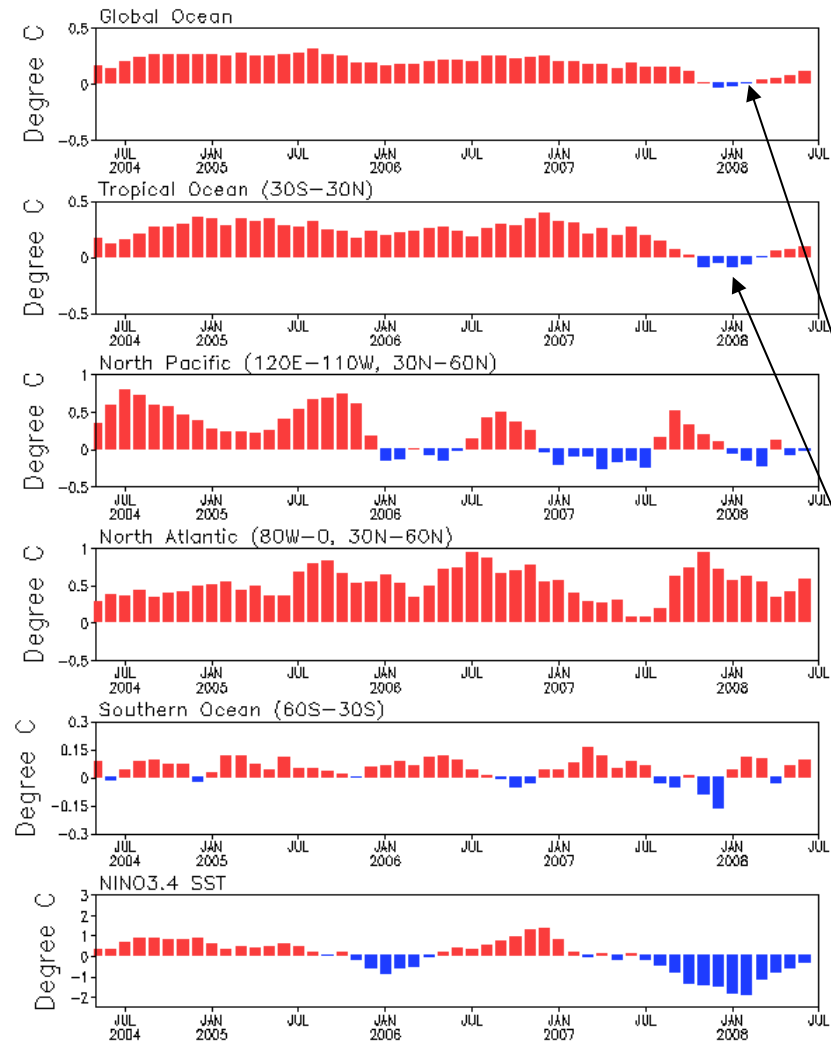 Global Ocean
Degree C
0.5
0
−0.5
JUL
2004
JAN
2005
JUL
JAN
2006
JUL
JAN
2007
JUL
JAN
2008
JUL
Tropical Ocean (30S−30N)
Degree C
0.5
0
−0.5
JUL
2004
JAN
2005
JUL
JAN
2006
JUL
JAN
2007
JUL
JAN
2008
JUL
North Pacific (120E−110W, 30N−60N)
Degree C
1
0.5
0
−0.5
JUL
2004
JAN
2005
JUL
JAN
2006
JUL
JAN
2007
JUL
JAN
2008
JUL
North Atlantic (80W−0, 30N−60N)
Degree C
1
0.5
0
−0.5
JUL
2004
JAN
2005
JUL
JAN
2006
JUL
JAN
2007
JUL
JAN
2008
JUL
Southern Ocean (60S−30S)
Degree C
0.3
0.15
0
−0.15
−0.3
JUL
2004
JAN
2005
JUL
JAN
2006
JUL
JAN
2007
JUL
JAN
2008
JUL
NINO3.4 SST
Degree C
3
2
1
0
−1
−2
JUL
2004
JAN
2005
JUL
JAN
2006
JUL
JAN
2007
JUL
JAN
2008
JUL